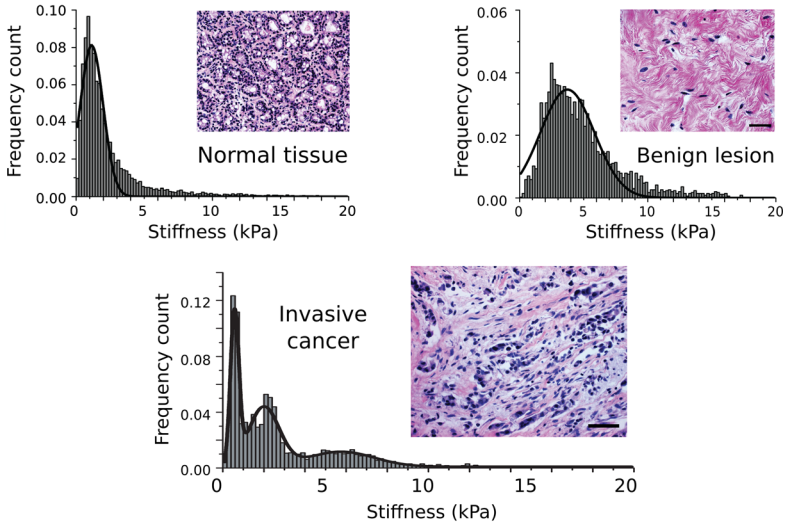 0.10
0.08
0.06
0.04
0.02
0.00
Frequency count
0 5 10 15 20
Stiffness (kPa)
Normal tissue
0.06
0.04
0.02
0.00
Frequency count
0 5 10 15 20
Stiffness (kPa)
Benign lesion
0.12
0.08
0.04
0.00
Frequency count
0 5 10 15 20
Stiffness (kPa)
Invasive
cancer